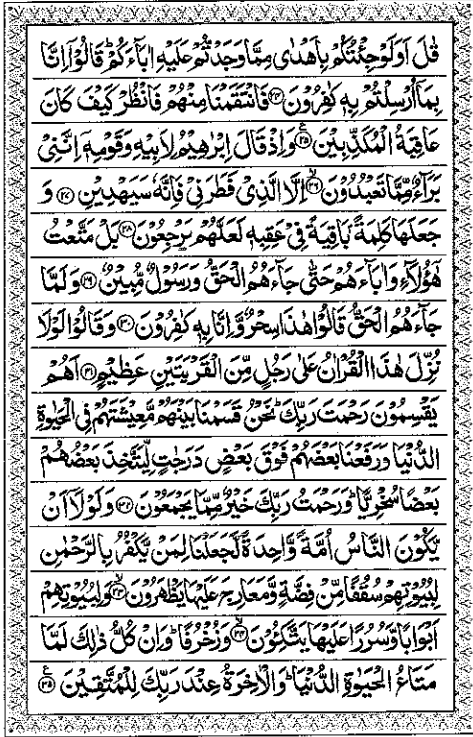 قٰلَ اَوَلَوْ جِئْتُكُمْ بِاَهْدٰى مِمَّا وَجَدْتُّمْ عَلَيْهِ اٰبَآءَكُمْ ؕ قَالُوْۤا اِنَّا
بِمَاۤ اُرْسِلْتُمْ بِهٖ كٰفِرُوْنَ ﴿۲۴﴾ فَانْتَقَمْنَا مِنْهُمْ فَانْظُرْ كَيْفَ كَانَ
عَاقِبَةُ الْمُكَذِّبِيْنَ ﴿۲۵﴾ وَاِذْ قَالَ اِبْرٰهِيْمُ لِاَبِيْهِ وَقَوْمِهٖۤ اِنَّنِيْ
بَرَآءٌ مِّمَّا تَعْبُدُوْنَ ﴿۲۶﴾ اِلَّا الَّذِيْ فَطَرَنِيْ فَاِنَّهٗ سَيَهْدِيْنِ ﴿۲۷﴾ وَ
جَعَلَهَا كَلِمَةًۢ بَاقِيَةً فِيْ عَقِبِهٖ لَعَلَّهُمْ يَرْجِعُوْنَ ﴿۲۸﴾ بَلْ مَتَّعْتُ
هٰۤؤُلَآءِ وَاٰبَآءَهُمْ حَتّٰى جَآءَهُمُ الْحَقُّ وَرَسُوْلٌ مُّبِيْنٌ ﴿۲۹﴾ وَلَمَّا
جَآءَهُمُ الْحَقُّ قَالُوْا هٰذَا سِحْرٌ وَّاِنَّا بِهٖ كٰفِرُوْنَ ﴿۳۰﴾ وَقَالُوْا لَوْلَا
نُزِّلَ هٰذَا الْقُرْاٰنُ عَلٰى رَجُلٍ مِّنَ الْقَرْيَتَيْنِ عَظِيْمٍ ﴿۳۱﴾ اَهُمْ
يَقْسِمُوْنَ رَحْمَتَ رَبِّكَ ؕ نَحْنُ قَسَمْنَا بَيْنَهُمْ مَّعِيْشَتَهُمْ فِي الْحَيٰوةِ
الدُّنْيَا وَرَفَعْنَا بَعْضَهُمْ فَوْقَ بَعْضٍ دَرَجٰتٍ لِّيَتَّخِذَ بَعْضُهُمْ
بَعْضًا سُخْرِيًّا ؕ وَرَحْمَتُ رَبِّكَ خَيْرٌ مِّمَّا يَجْمَعُوْنَ ﴿۳۲﴾ وَلَوْلَاۤ اَنْ
يَّكُوْنَ النَّاسُ اُمَّةً وَّاحِدَةً لَّجَعَلْنَا لِمَنْ يَّكْفُرُ بِالرَّحْمٰنِ
لِبُيُوْتِهِمْ سُقُفًا مِّنْ فِضَّةٍ وَّمَعَارِجَ عَلَيْهَا يَظْهَرُوْنَ ﴿۳۳﴾ وَلِبُيُوْتِهِمْ
اَبْوَابًا وَّسُرُرًا عَلَيْهَا يَتَّكِـُٔوْنَ ﴿۳۴﴾ وَزُخْرُفًا ؕ وَاِنْ كُلُّ ذٰلِكَ لَمَّا
مَتَاعُ الْحَيٰوةِ الدُّنْيَا ؕ وَالْاٰخِرَةُ عِنْدَ رَبِّكَ لِلْمُتَّقِيْنَ ﴿۳۵﴾